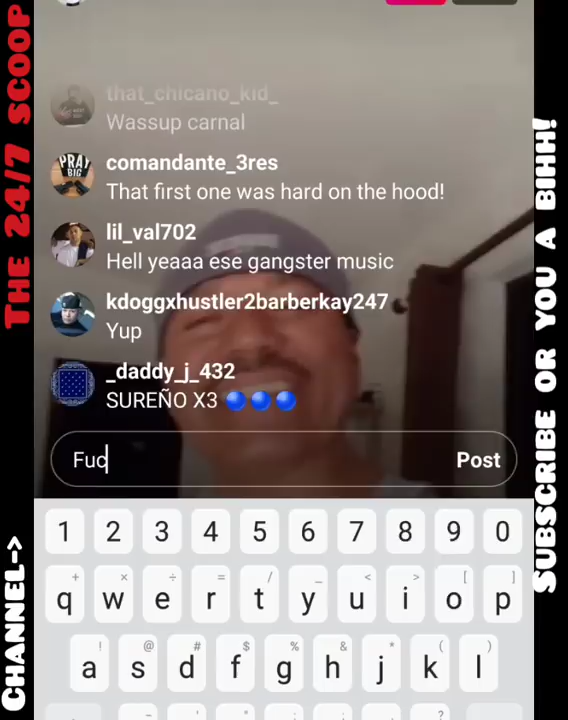 THE 24/7 SCOOP
CHANNEL->
that_chicano_kid_
Wassup carnal
PRAY
BIG
comandante_3res
That first one was hard on the hood!
lil_val702
Hell yeaaa ese gangster music
kdoggxhustler2barberkay247
Yup
_daddy_j_432
SUREÑO X3 🔵🔵🔵
Fuc
Post
1 2 3 4 5 6 7 8 9 0
+ × ÷ = / _ < > [ ]
q w e r t y u i o p
! @ # $ % & * ( )
a s d f g h j k l
SUBSCRIBE OR YOU A BIHH!